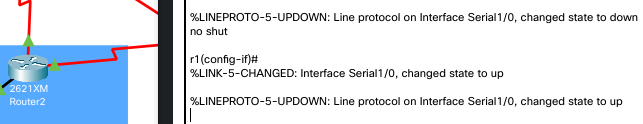 %LINEPROTO-5-UPDOWN: Line protocol on Interface Serial1/0, changed state to down
no shut
r1(config-if)#
%LINK-5-CHANGED: Interface Serial1/0, changed state to up
%LINEPROTO-5-UPDOWN: Line protocol on Interface Serial1/0, changed state to up
2621XM
Router2